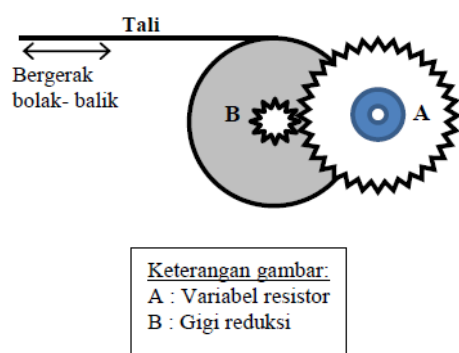 Tali
Bergerak
bolak- balik
B
A
Keterangan gambar:
A : Variabel resistor
B : Gigi reduksi